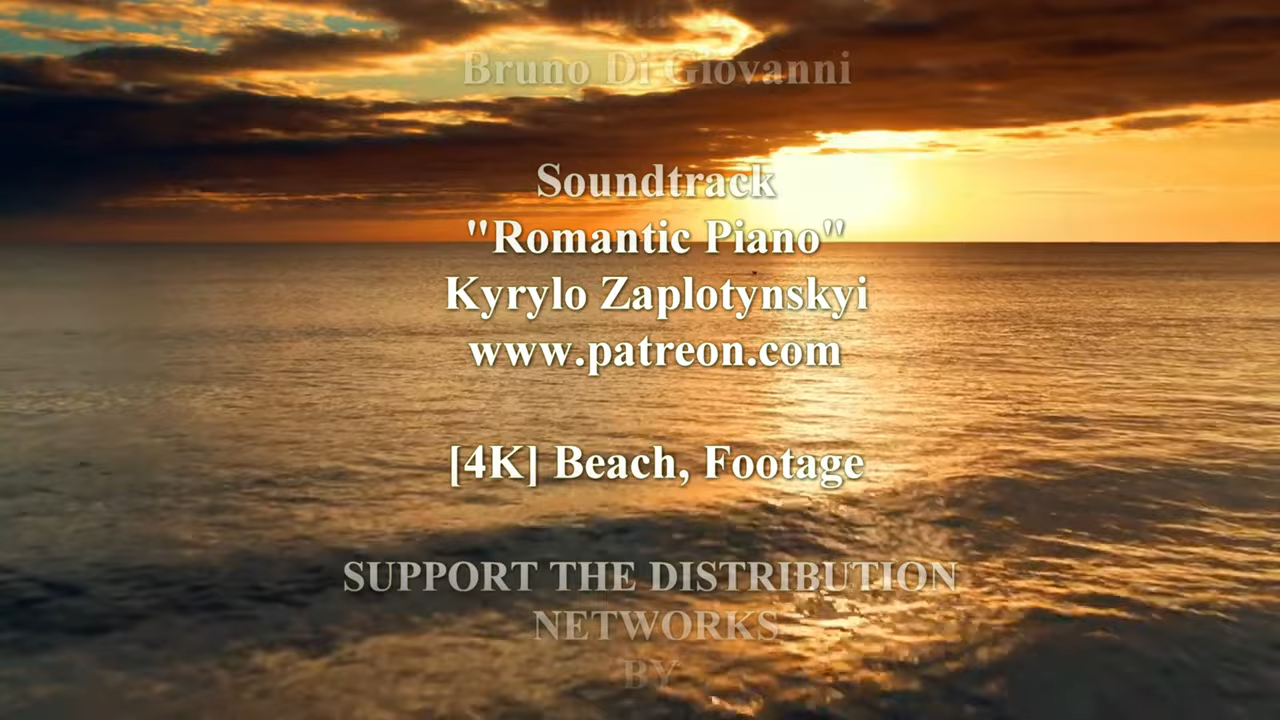 Bruno Di Giovanni
Soundtrack
"Romantic Piano"
Kyrylo Zaplotynskyi
www.patreon.com
[4K] Beach, Footage
SUPPORT THE DISTRIBUTION
NETWORKS
BY